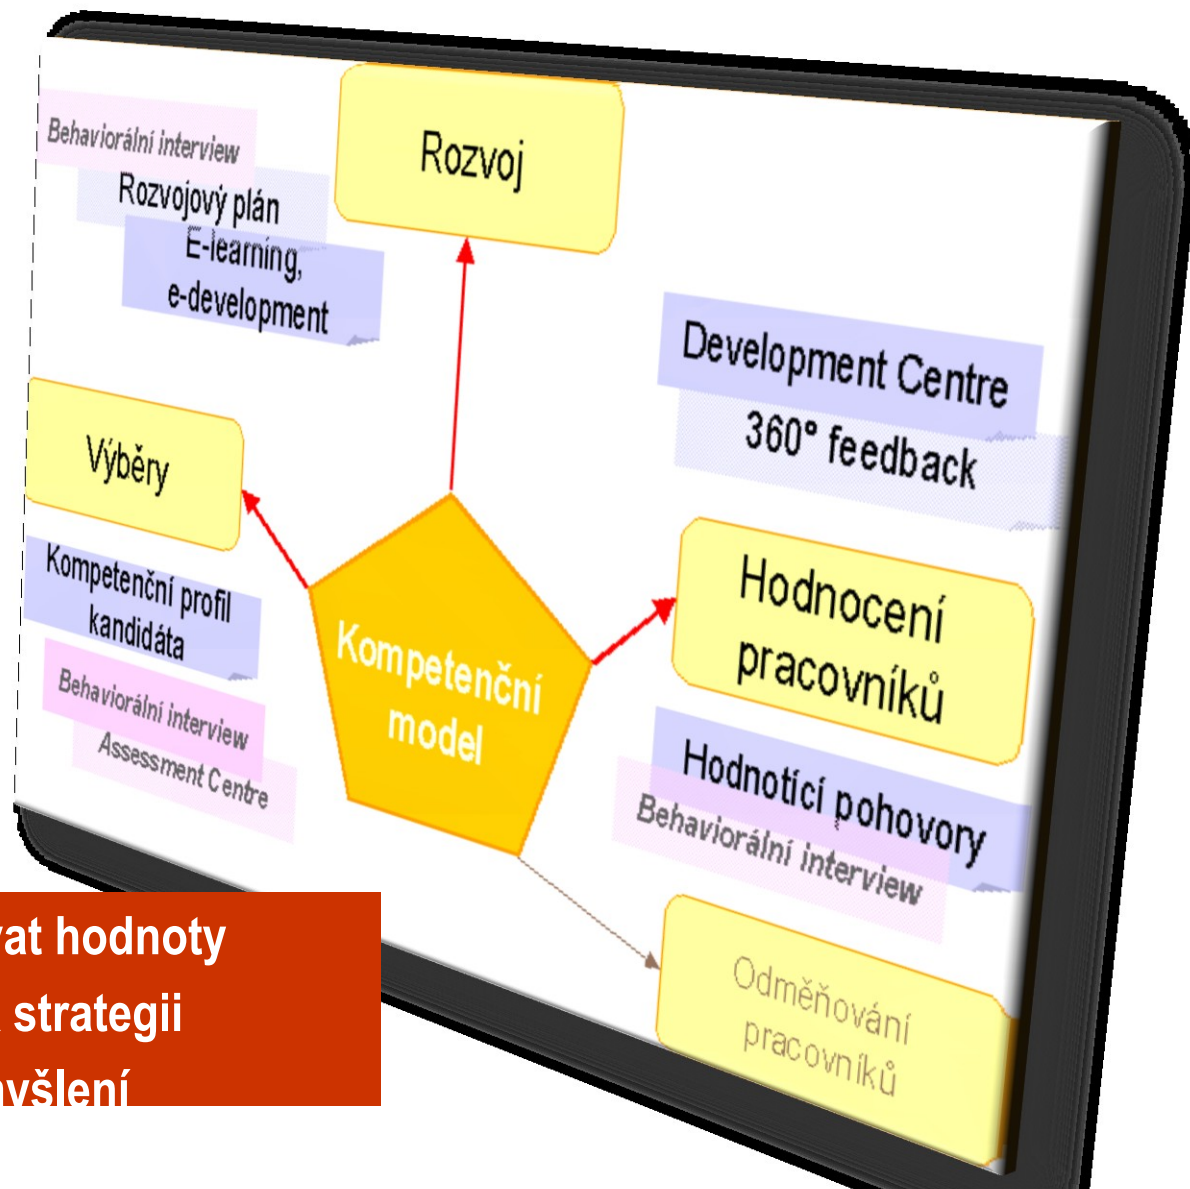 Behaviorální interview
Rozvojový plán
E-learning,
e-development
Rozvoj
Development Centre
360° feedback
Výběry
Kompetenční profil
kandidáta
Behaviorální interview
Assessment Centre
Kompetenční
model
Hodnocení
pracovníků
Hodnotící pohovory
Behaviorální interview
Odměňování
pracovníků
hodnoty
strategii